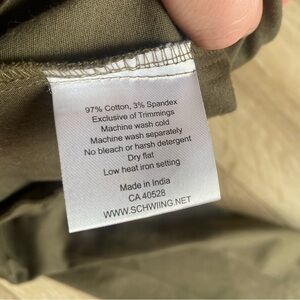 97% Cotton, 3% Spandex
Exclusive of Trimmings
Machine wash cold
Machine wash separately
No bleach or harsh detergent
Dry flat
Low heat iron setting
Made in India
CA 40528
WWW.SCHWIING.NET